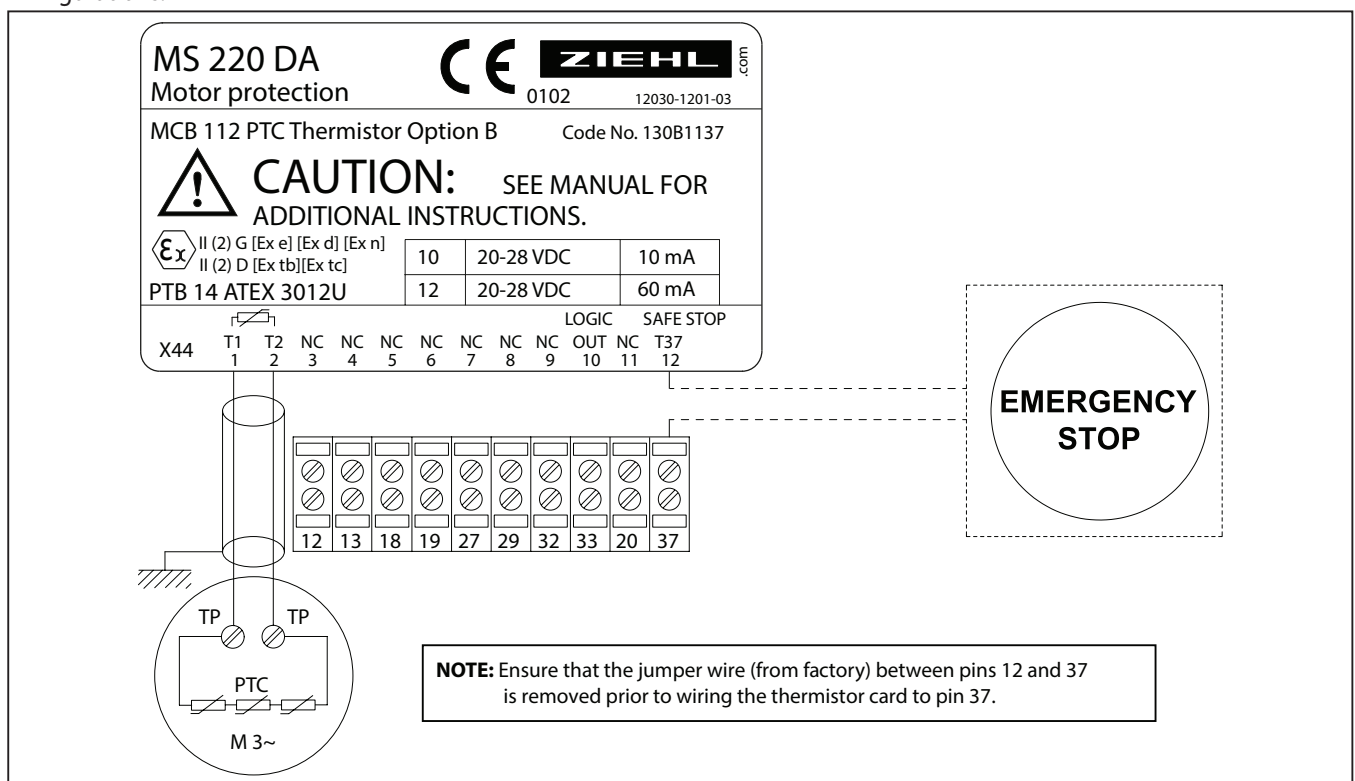 MS 220 DA
Motor protection
CE
0102
ZIEHL
.com
12030-1201-03
MCB 112 PTC Thermistor Option B
Code No. 130B1137
CAUTION: SEE MANUAL FOR
ADDITIONAL INSTRUCTIONS.
Ex
II (2) G [Ex e] [Ex d] [Ex n]
II (2) D [Ex tb][Ex tc]
10 20-28 VDC 10 mA
PTB 14 ATEX 3012U
12 20-28 VDC 60 mA
LOGIC SAFE STOP
X44
T1 T2 NC NC NC NC NC NC NC OUT NC T37
1 2 3 4 5 6 7 8 9 10 11 12
EMERGENCY
STOP
12 13 18 19 27 29 32 33 20 37
TP TP
PTC
M 3~
NOTE: Ensure that the jumper wire (from factory) between pins 12 and 37
is removed prior to wiring the thermistor card to pin 37.